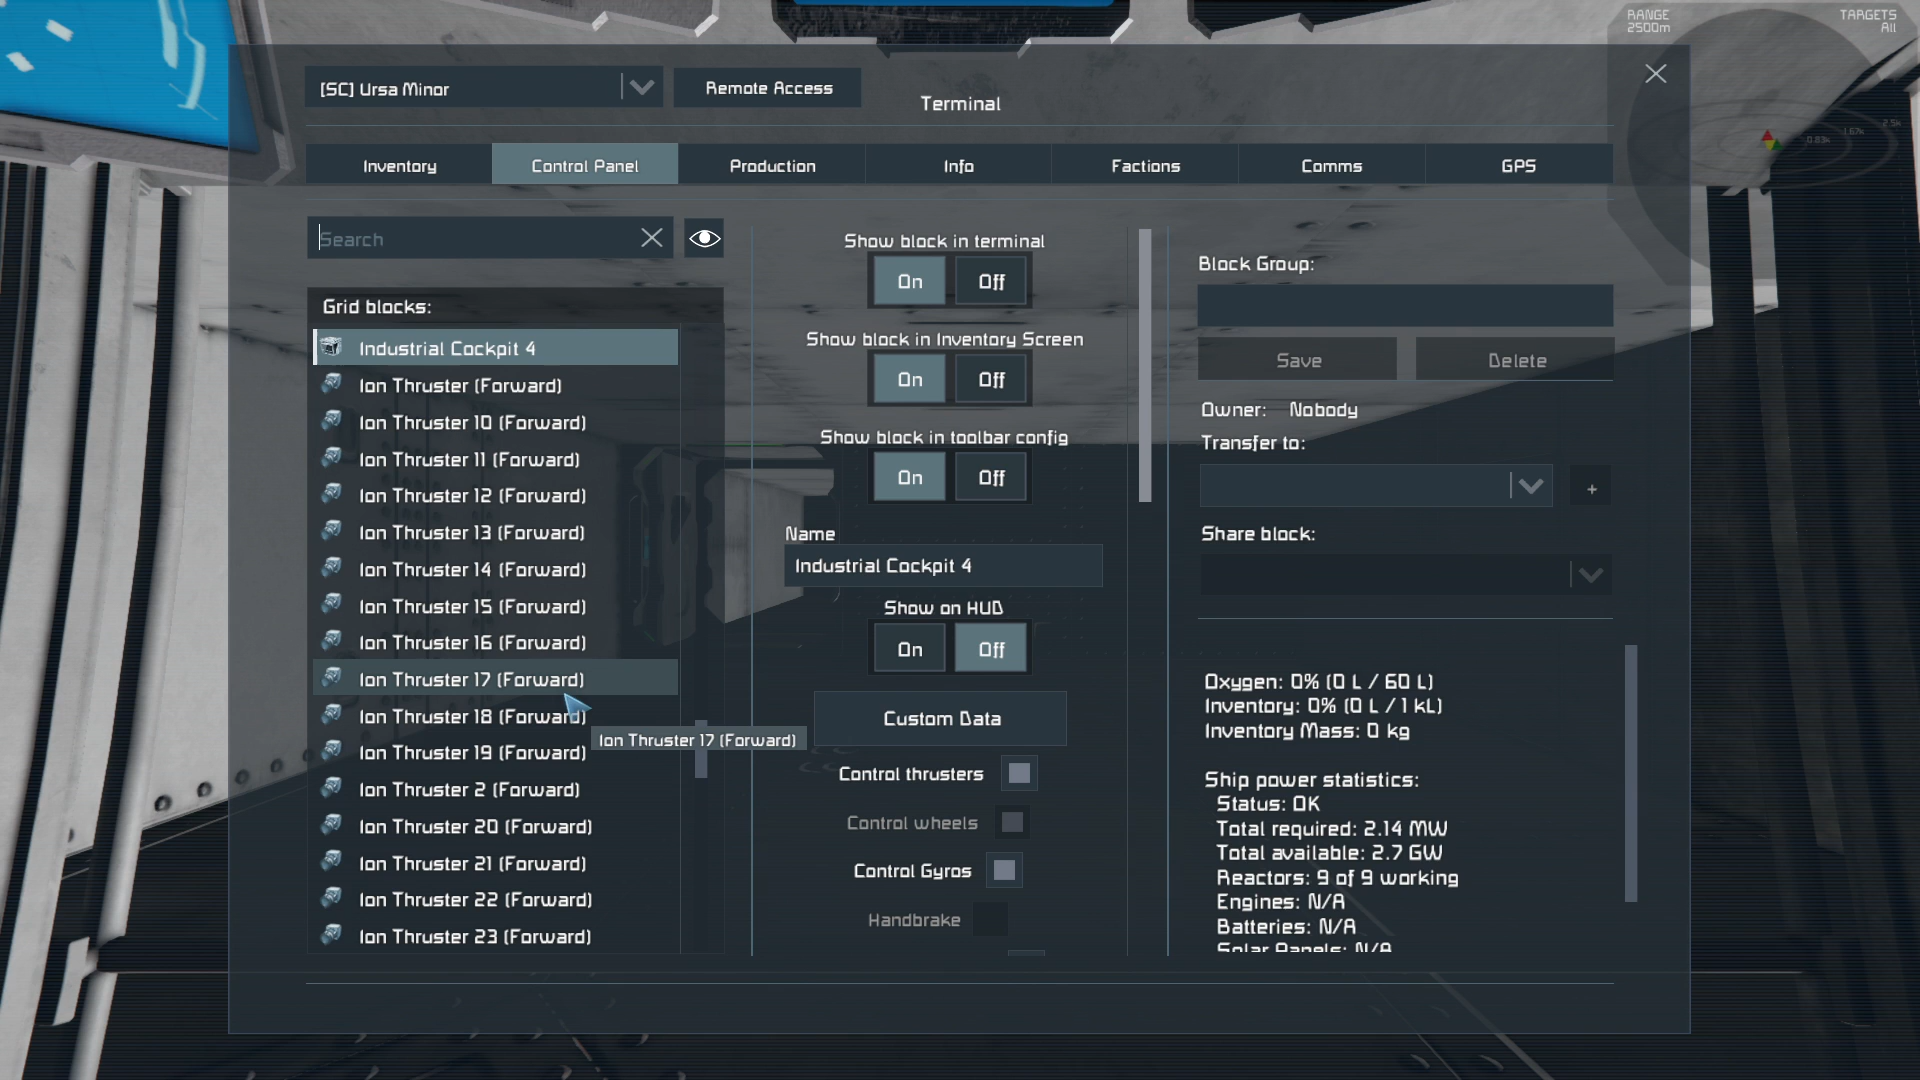 RANGE
2500m
TARGETS
All
[SC] Ursa Minor
Remote Access
Terminal
Inventory
Control Panel
Production
Info
Factions
Comms
GPS
2.5k
1.67k
0.83k
Search
Grid blocks:
Industrial Cockpit 4
Ion Thruster (Forward)
Ion Thruster 10 (Forward)
Ion Thruster 11 (Forward)
Ion Thruster 12 (Forward)
Ion Thruster 13 (Forward)
Ion Thruster 14 (Forward)
Ion Thruster 15 (Forward)
Ion Thruster 16 (Forward)
Ion Thruster 17 (Forward)
Ion Thruster 18 (Forward)
Ion Thruster 17 (Forward)
Ion Thruster 19 (Forward)
Ion Thruster 2 (Forward)
Ion Thruster 20 (Forward)
Ion Thruster 21 (Forward)
Ion Thruster 22 (Forward)
Ion Thruster 23 (Forward)
Show block in terminal
On Off
Show block in Inventory Screen
On Off
Show block in toolbar config
On Off
Name
Industrial Cockpit 4
Show on HUD
On Off
Custom Data
Control thrusters
Control wheels
Control Gyros
Handbrake
Block Group:
Save
Delete
Owner: Nobody
Transfer to:
+
Share block:
Oxygen: 0% (0 L / 60 L)
Inventory: 0% (0 L / 1 kL)
Inventory Mass: 0 kg
Ship power statistics:
Status: OK
Total required: 2.14 MW
Total available: 2.7 GW
Reactors: 9 of 9 working
Engines: N/A
Batteries: N/A
Solar Panels: N/A